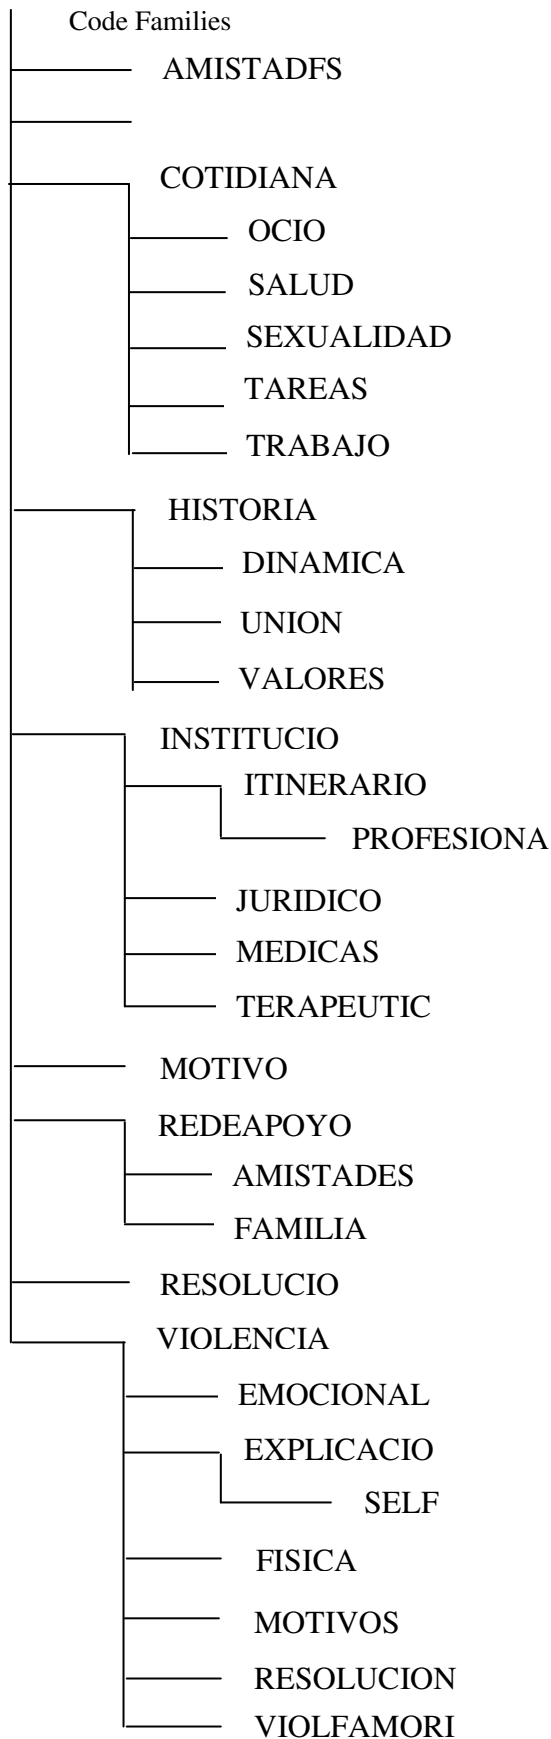 Code Families
AMISTADFS
COTIDIANA
OCIO
SALUD
SEXUALIDAD
TAREAS
TRABAJO
HISTORIA
DINAMICA
UNION
VALORES
INSTITUCIO
ITINERARIO
PROFESIONA
JURIDICO
MEDICAS
TERAPEUTIC
MOTIVO
REDEAPOYO
AMISTADES
FAMILIA
RESOLUCIO
VIOLENCIA
EMOCIONAL
EXPLICACIO
SELF
FISICA
MOTIVOS
RESOLUCION
VIOLFAMORI